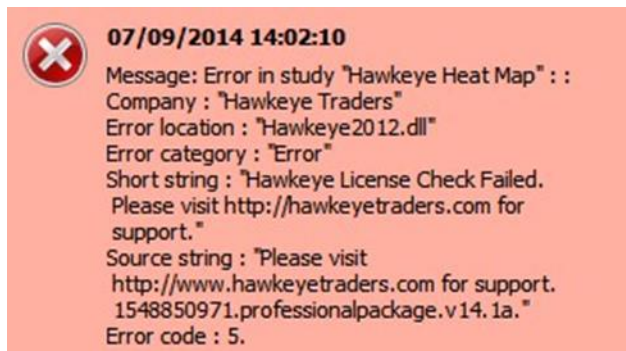 07/09/2014 14:02:10
Message: Error in study "Hawkeye Heat Map" : :
Company : "Hawkeye Traders"
Error location : "Hawkeye2012.dll"
Error category : "Error"
Short string : "Hawkeye License Check Failed.
Please visit http://hawkeyetraders.com for
support."
Source string : "Please visit
http://www.hawkeyetraders.com for support.
1548850971.professionalpackage.v14.1a."
Error code : 5.